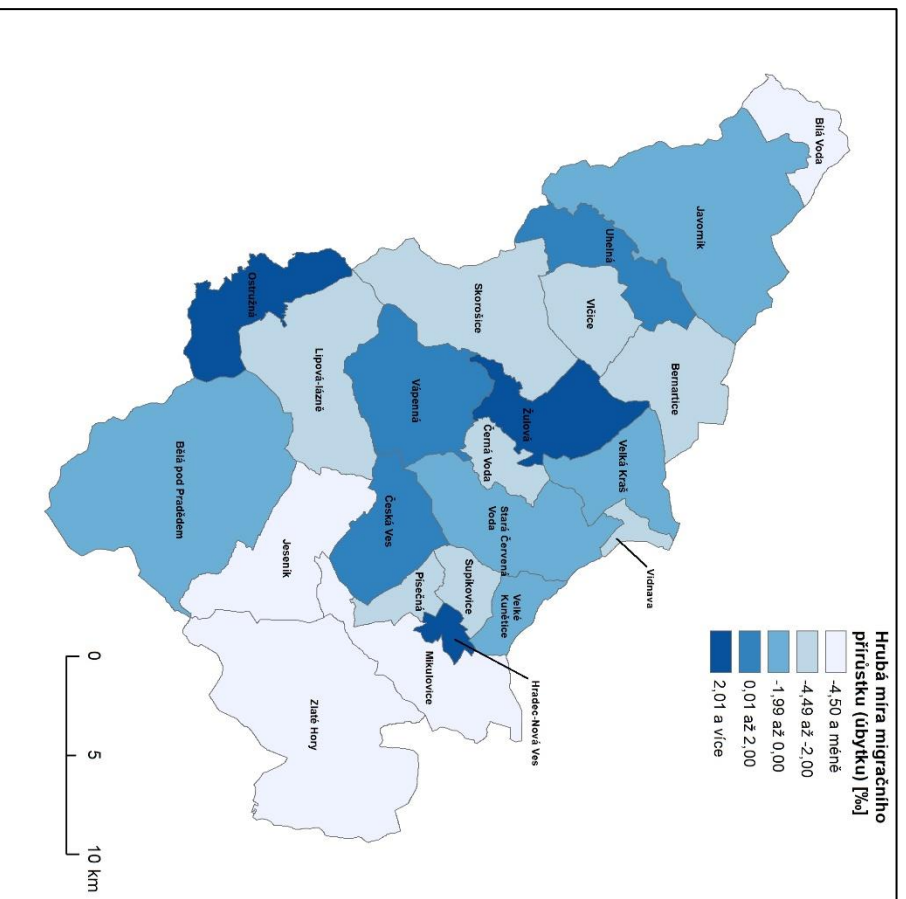 Hrubá míra migračního
přírůstku (úbytku) [‰]
-4,50 a méně
-4,49 až -2,00
-1,99 až 0,00
0,01 až 2,00
2,01 a více
Bílá Voda
Javorník
Bernartice
Vidnava
Velká Kraš
Uhelná
Vlčice
Hradec-Nová Ves
Žulová
Velké
Kunětice
Stará Červená
Voda
Černá Voda
Skorošice
Supíkovice
Mikulovice
Písečná
Vápenná
Česká Ves
Lipová-lázně
Zlaté Hory
Jeseník
Ostružná
Bělá pod Pradědem
0 5 10 km